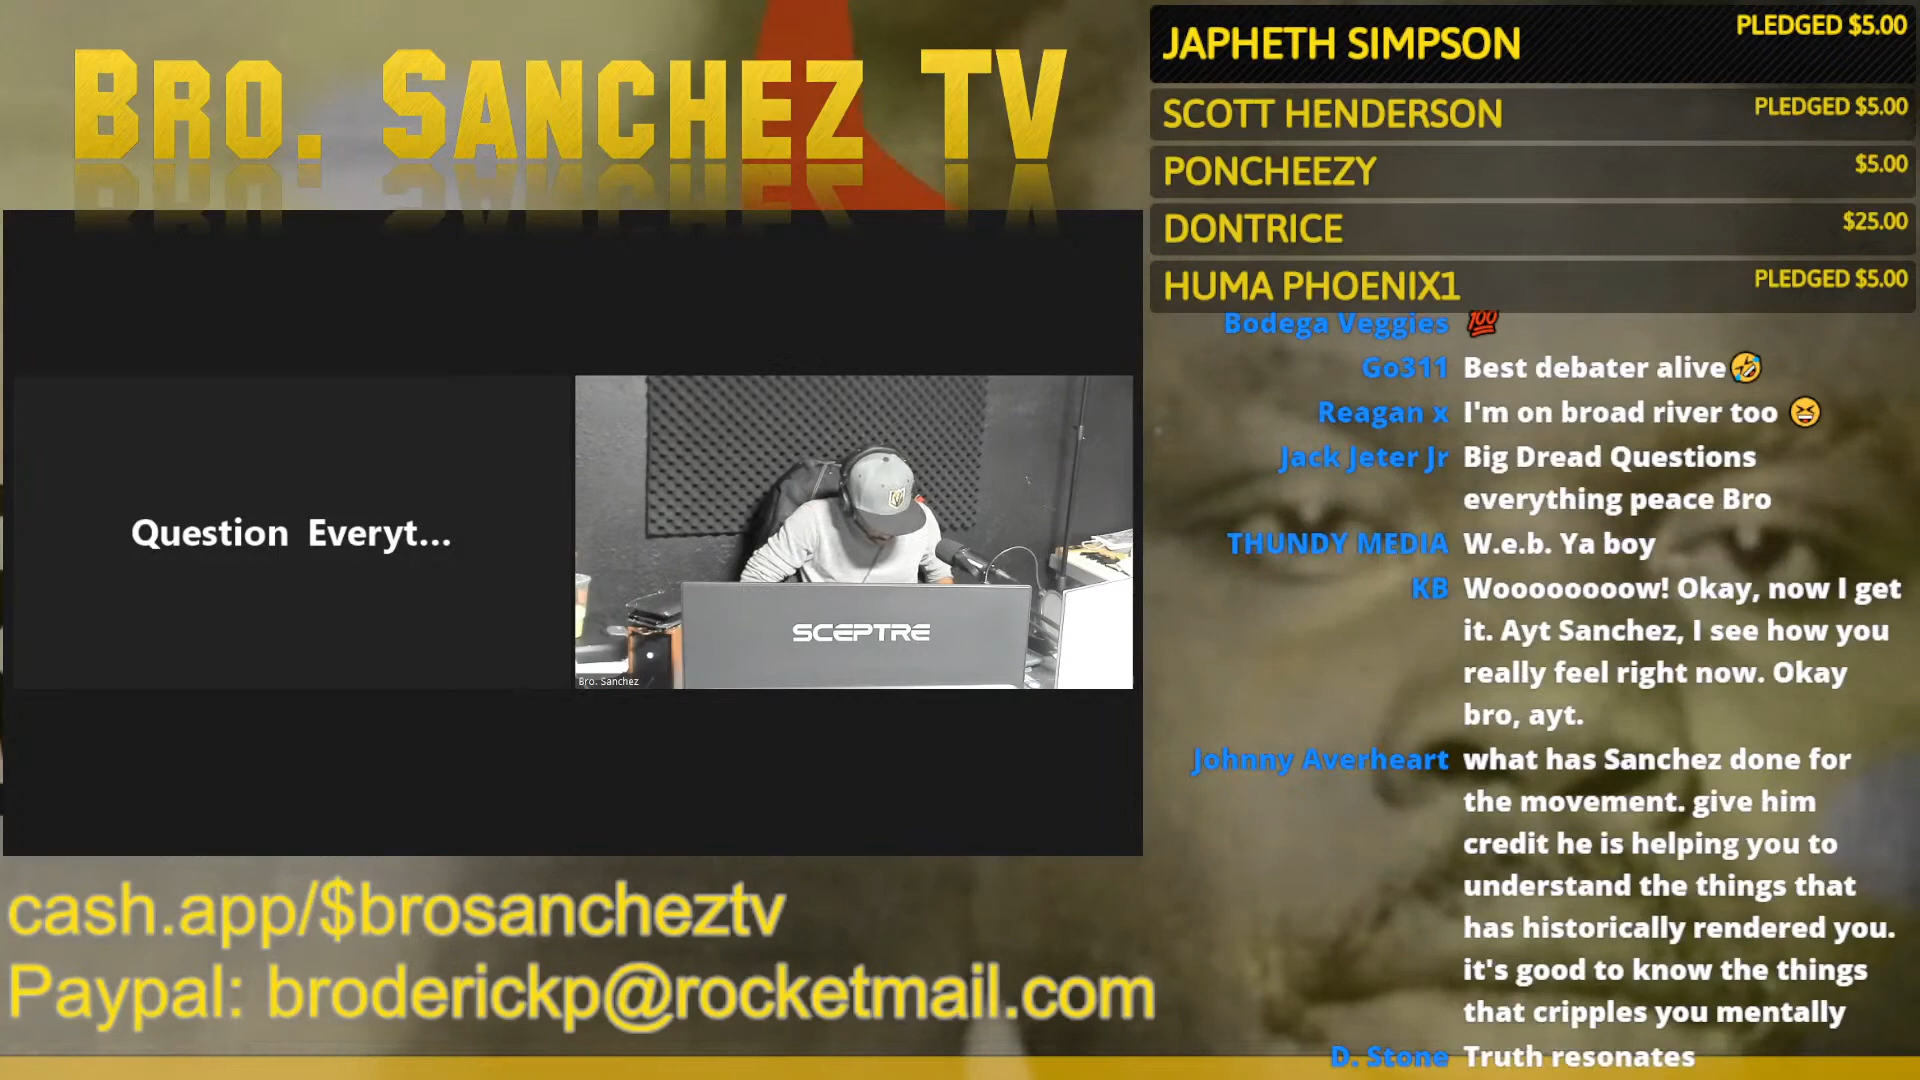 BRO. SANCHEZ TV
Question Everyt...
SCEPTRE
Bro. Sanchez
cash.app/$brosancheztv
Paypal: broderickp@rocketmail.com
JAPHETH SIMPSON PLEDGED $5.00
SCOTT HENDERSON PLEDGED $5.00
PONCHEEZY $5.00
DONTRICE $25.00
HUMA PHOENIX1 PLEDGED $5.00
Bodega Veggies 💯
Go311 Best debater alive🤣
Reagan x I'm on broad river too 😆
Jack Jeter Jr Big Dread Questions
everything peace Bro
THUNDY MEDIA W.e.b. Ya boy
KB Woooooooow! Okay, now I get
it. Ayt Sanchez, I see how you
really feel right now. Okay
bro, ayt.
Johnny Averheart what has Sanchez done for
the movement. give him
credit he is helping you to
understand the things that
has historically rendered you.
it's good to know the things
that cripples you mentally
D. Stone Truth resonates